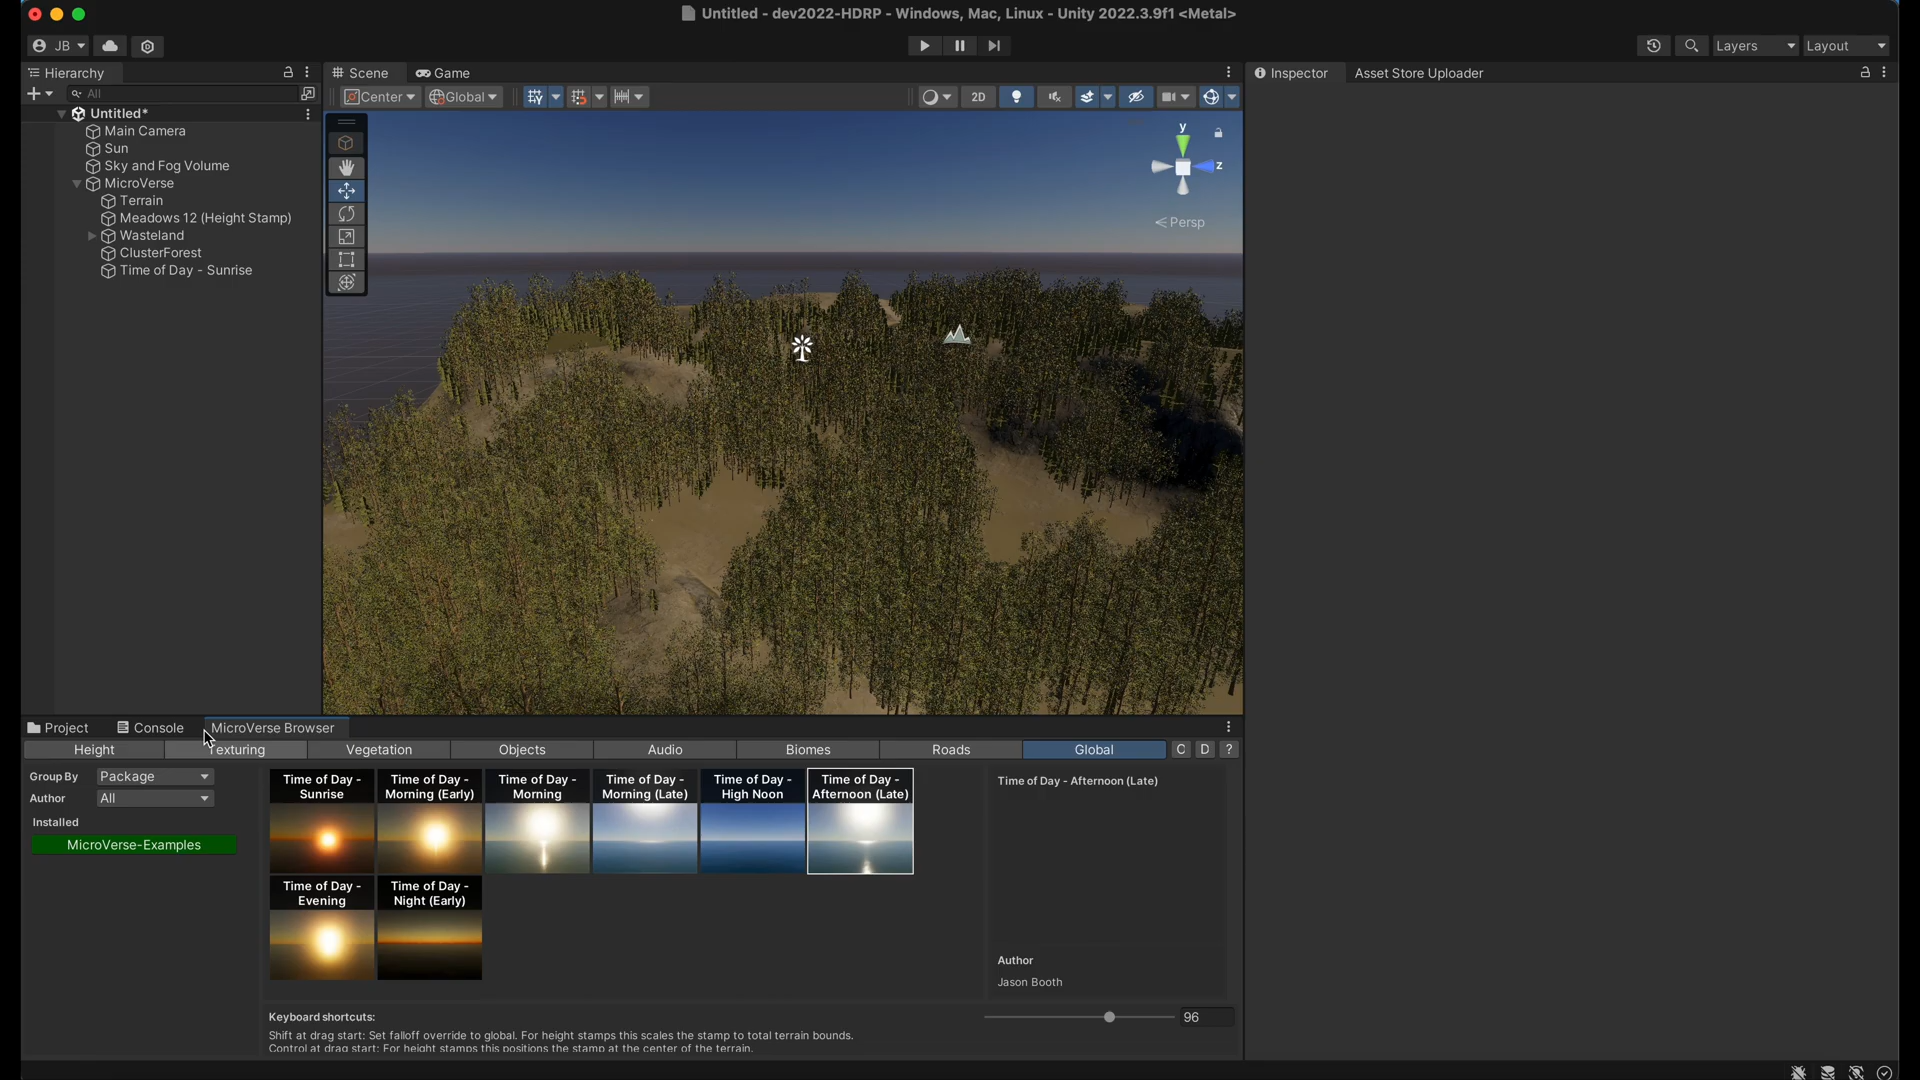 Untitled - dev2022-HDRP - Windows, Mac, Linux - Unity 2022.3.9f1 <Metal>
JB
Layers
Layout
Hierarchy
Scene
Game
Inspector
Asset Store Uploader
All
Center
Global
2D
Untitled*
Main Camera
Sun
Sky and Fog Volume
MicroVerse
Terrain
Meadows 12 (Height Stamp)
Wasteland
ClusterForest
Time of Day - Sunrise
y
z
< Persp
Project
Console
MicroVerse Browser
Height
Texturing
Vegetation
Objects
Audio
Biomes
Roads
Global
C
D
?
Group By
Package
Author
All
Installed
MicroVerse-Examples
Time of Day -
Sunrise
Time of Day -
Morning (Early)
Time of Day -
Morning
Time of Day -
Morning (Late)
Time of Day -
High Noon
Time of Day -
Afternoon (Late)
Time of Day -
Evening
Time of Day -
Night (Early)
Time of Day - Afternoon (Late)
Author
Jason Booth
Keyboard shortcuts:
96
Shift at drag start: Set falloff override to global. For height stamps this scales the stamp to total terrain bounds.
Control at drag start: For height stamps this positions the stamp at the center of the terrain.